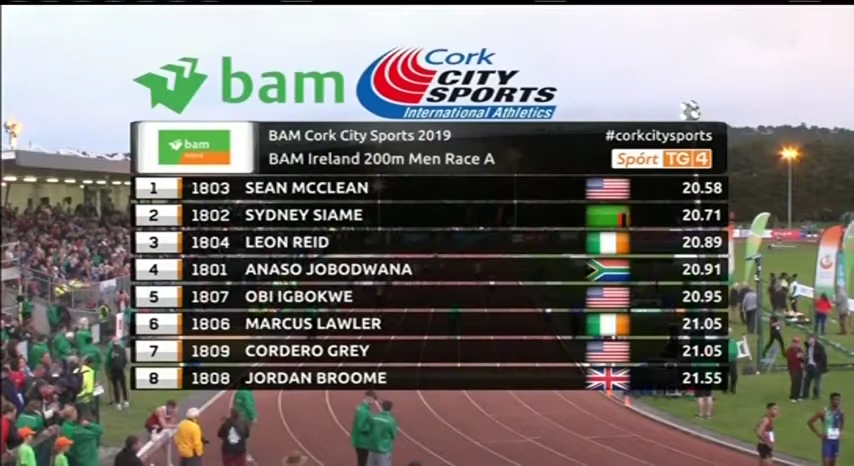 bam
Cork
CITY
SPORTS
International Athletics
BAM Cork City Sports 2019 #corkcitysports
bam
Ireland
BAM Ireland 200m Men Race A Spórt TG4
1 1803 SEAN MCCLEAN 20.58
2 1802 SYDNEY SIAME 20.71
3 1804 LEON REID 20.89
4 1801 ANASO JOBODWANA 20.91
5 1807 OBI IGBOKWE 20.95
6 1806 MARCUS LAWLER 21.05
7 1809 CORDERO GREY 21.05
8 1808 JORDAN BROOME 21.55